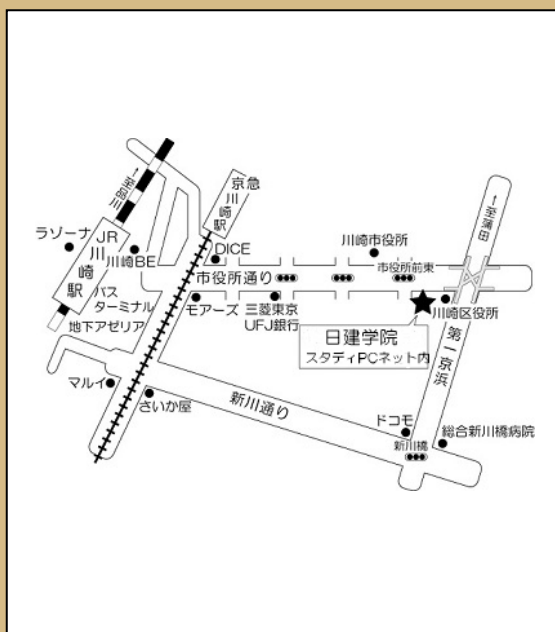 →至品川
京急
川崎駅
→至蒲田
ラゾーナ
JR
川崎駅
川崎BE
DICE
川崎市役所
市役所通り
市役所前東
バス
ターミナル
地下アゼリア
モアーズ
三菱東京
UFJ銀行
川崎区役所
日建学院
スタディPCネット内
第一京浜
マルイ
さいか屋
新川通り
ドコモ
新川橋
総合新川橋病院